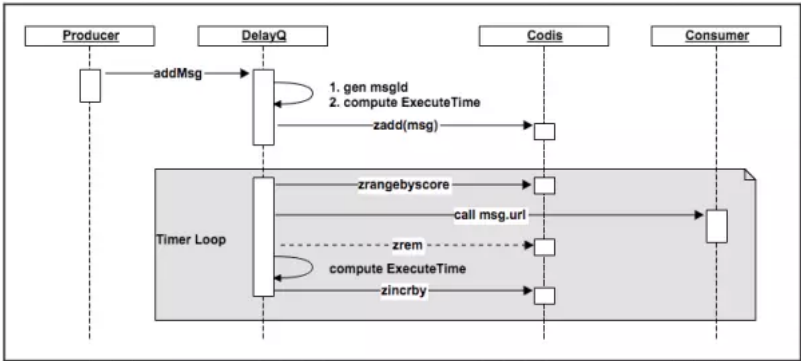 Producer
DelayQ
Codis
Consumer
addMsg
1. gen msgId
2. compute ExecuteTime
zadd(msg)
zrangebyscore
call msg.url
Timer Loop
zrem
compute ExecuteTime
zincrby